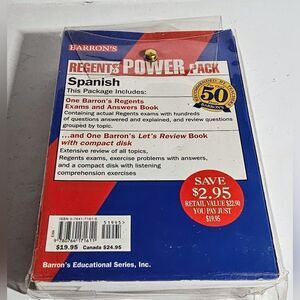 BARRON'S
REGENTS POWER PACK
Spanish
This Package Includes:
One Barron's Regents
Exams and Answers Book
Containing actual Regents exams with hundreds
of questions answered and explained, and review questions
grouped by topic.
...and One Barron's Let's Review Book
with compact disk
Extensive review of all topics,
Regents exams, exercise problems with answers,
and a compact disk with listening
comprehension exercises
50
SAVE
$2.95
RETAIL VALUE $22.90
YOU PAY JUST
$19.95
51995
$19.95 Canada $24.95
Barron's Educational Series, Inc.